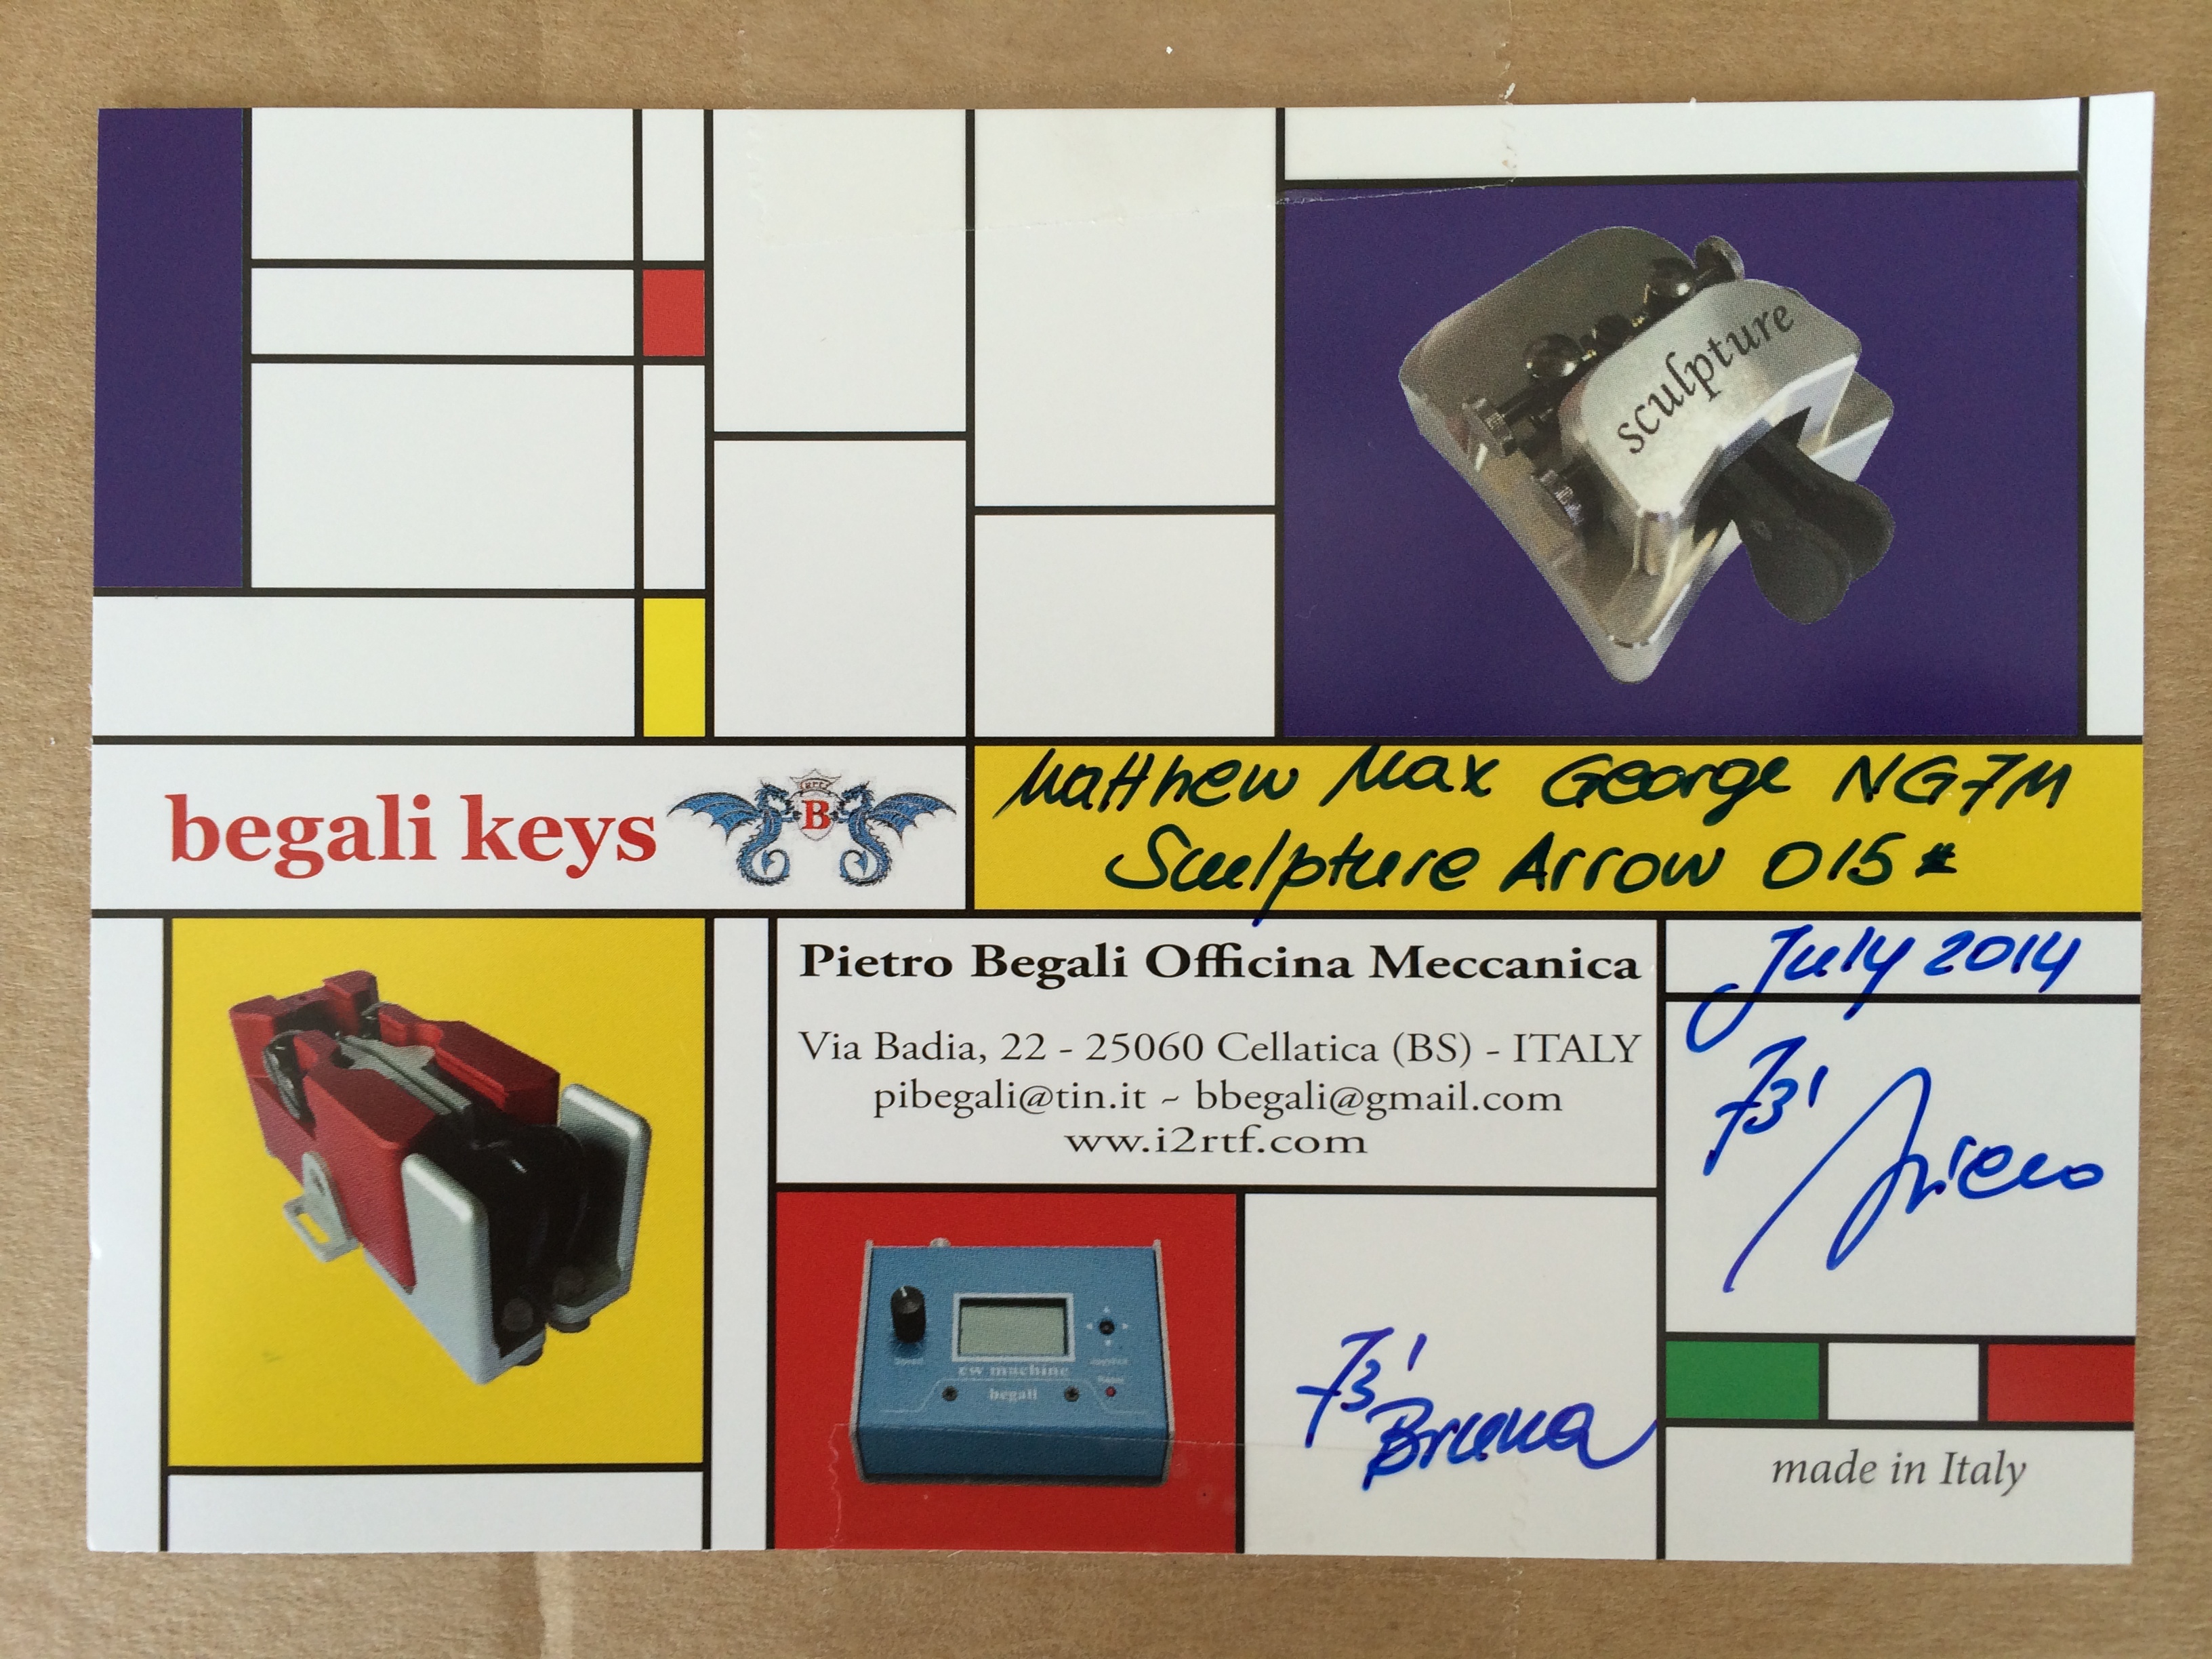 sculpture
begali keys
B
Matthew Max George NG7M
Sculpture Arrow 015#
Pietro Begali Officina Meccanica
Via Badia, 22 - 25060 Cellatica (BS) - ITALY
pibegali@tin.it ~ bbegali@gmail.com
www.i2rtf.com
July 2014
73'
Piero
Speed
cw machine
begali
73'
Bruna
made in Italy